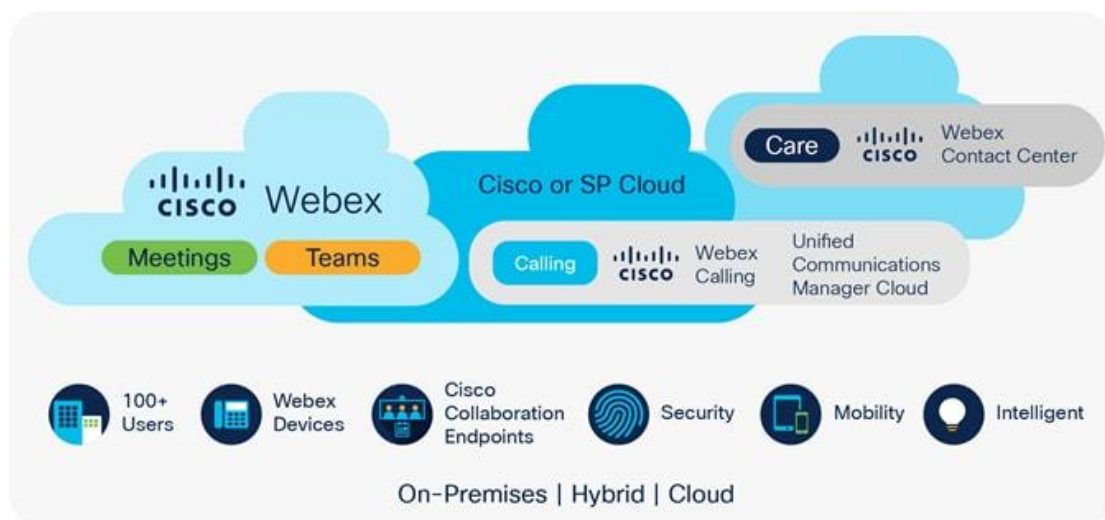 Care
CISCO
Webex
Contact Center
CISCO
Webex
Meetings
Teams
Cisco or SP Cloud
Calling
CISCO
Webex
Calling
Unified
Communications
Manager Cloud
100+
Users
Webex
Devices
Cisco
Collaboration
Endpoints
Security
Mobility
Intelligent
On-Premises | Hybrid | Cloud